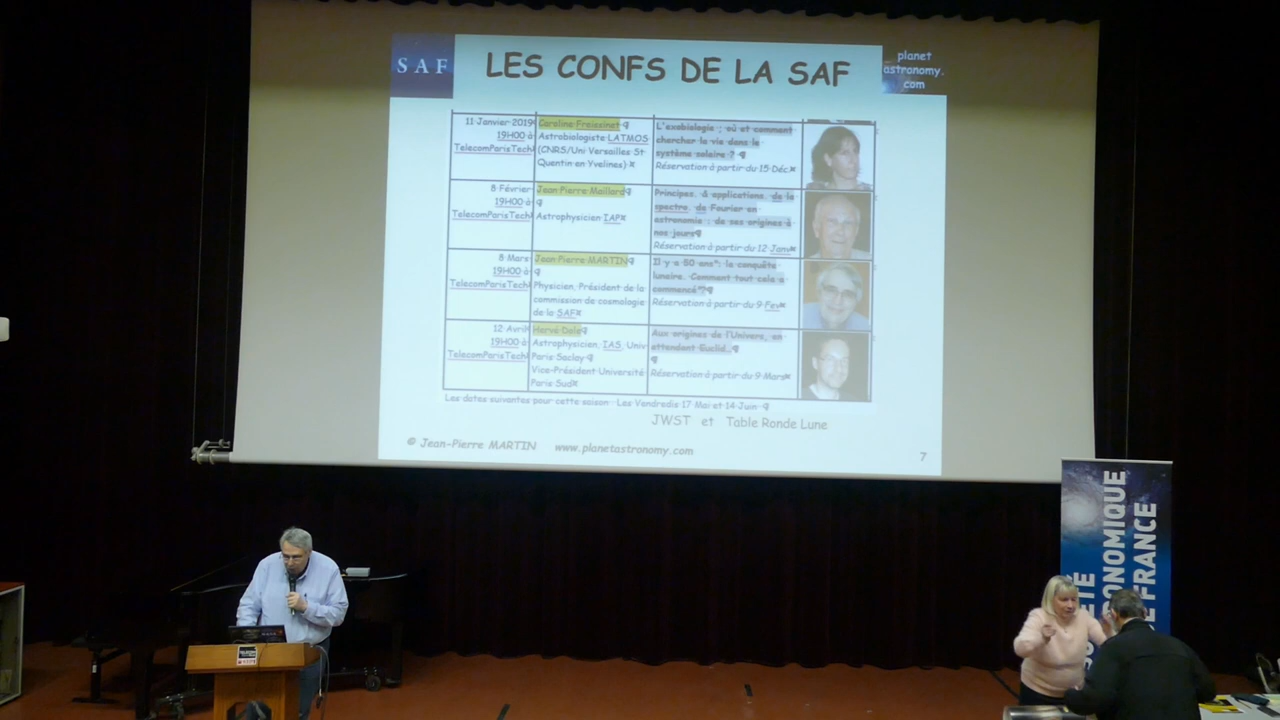 SAF
LES CONFS DE LA SAF
planet
astronomy.
com
11 Janvier 2019
19H00 à
TelecomParisTech
Caroline Freissinet ¶
Astrobiologiste LATMOS
(CNRS/Uni Versailles St
Quentin en Yvelines)
L'exobiologie ; où et comment
chercher la vie dans le
système solaire ? ¶
Réservation à partir du 15 Déc.
8 Février
19H00 à
TelecomParisTech
Jean Pierre Maillard ¶
¶
Astrophysicien IAP
Principes. & applications. de la
spectre. de Fourier en
astronomie : de ses origines à
nos jours¶
Réservation à partir du 12 Janv
8 Mars
19H00 à
TelecomParisTech
Jean Pierre MARTIN¶
¶
Physicien, Président de la
commission de cosmologie
de la SAF
Il y a 50 ans : la conquête
lunaire. Comment tout cela a
commencé ?¶
Réservation à partir du 9 Fev
12 Avril
19H00 à
TelecomParisTech
Hervé Dole¶
Astrophysicien, IAS, Univ
Paris Saclay ¶
Vice-Président Université
Paris Sud
Aux origines de l'Univers, en
attendant Euclid..¶
¶
Réservation à partir du 9 Mars
Les dates suivantes pour cette saison : Les Vendredis 17 Mai et 14 Juin ¶
JWST et Table Ronde Lune
© Jean-Pierre MARTIN www.planetastronomy.com
7
ONOMIQUE
E FRANCE